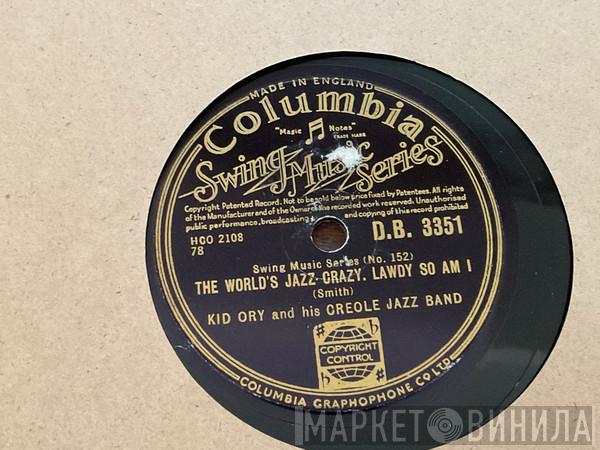 MADE IN ENGLAND
Columbia
"Magic Notes"
TRADE MARK
Swing Music Series
Copyright Patented Record. Not to be sold below price fixed by Patentees. All rights
of the Manufacturer and of the Owner of the recorded work reserved. Unauthorised
public performance, broadcasting and copying of this record prohibited
HCO 2108
78
D.B. 3351
Swing Music Series (No. 152)
THE WORLD'S JAZZ CRAZY. LAWDY SO AM I
(Smith)
KID ORY and his CREOLE JAZZ BAND
COPYRIGHT
CONTROL
COLUMBIA GRAPHOPHONE CO LTD.
МАРКЕТ ВИНИЛА